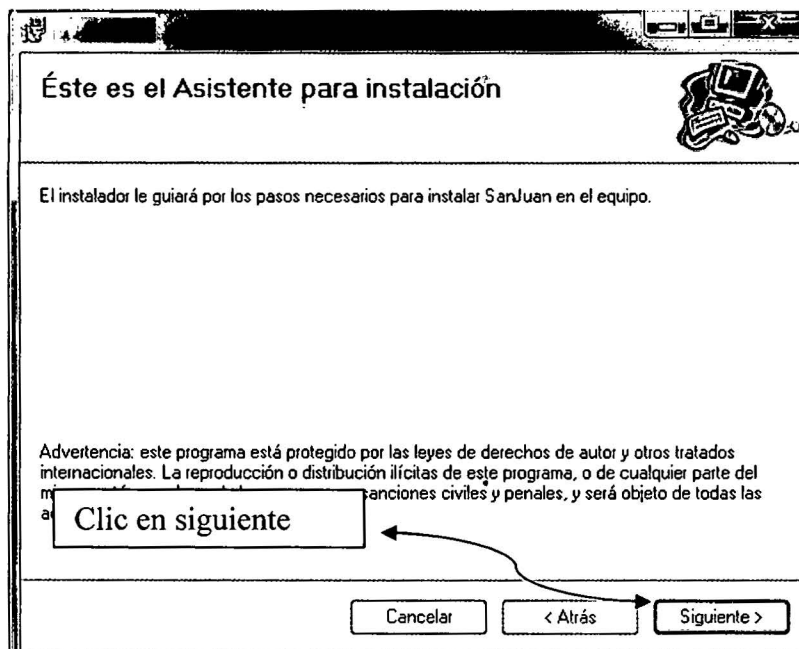 Éste es el Asistente para instalación
El instalador le guiará por los pasos necesarios para instalar SanJuan en el equipo.
Advertencia: este programa está protegido por las leyes de derechos de autor y otros tratados
internacionales. La reproducción o distribución ilícitas de este programa, o de cualquier parte del
sanciones civiles y penales, y será objeto de todas las
Clic en siguiente
Cancelar
< Atrás
Siguiente >